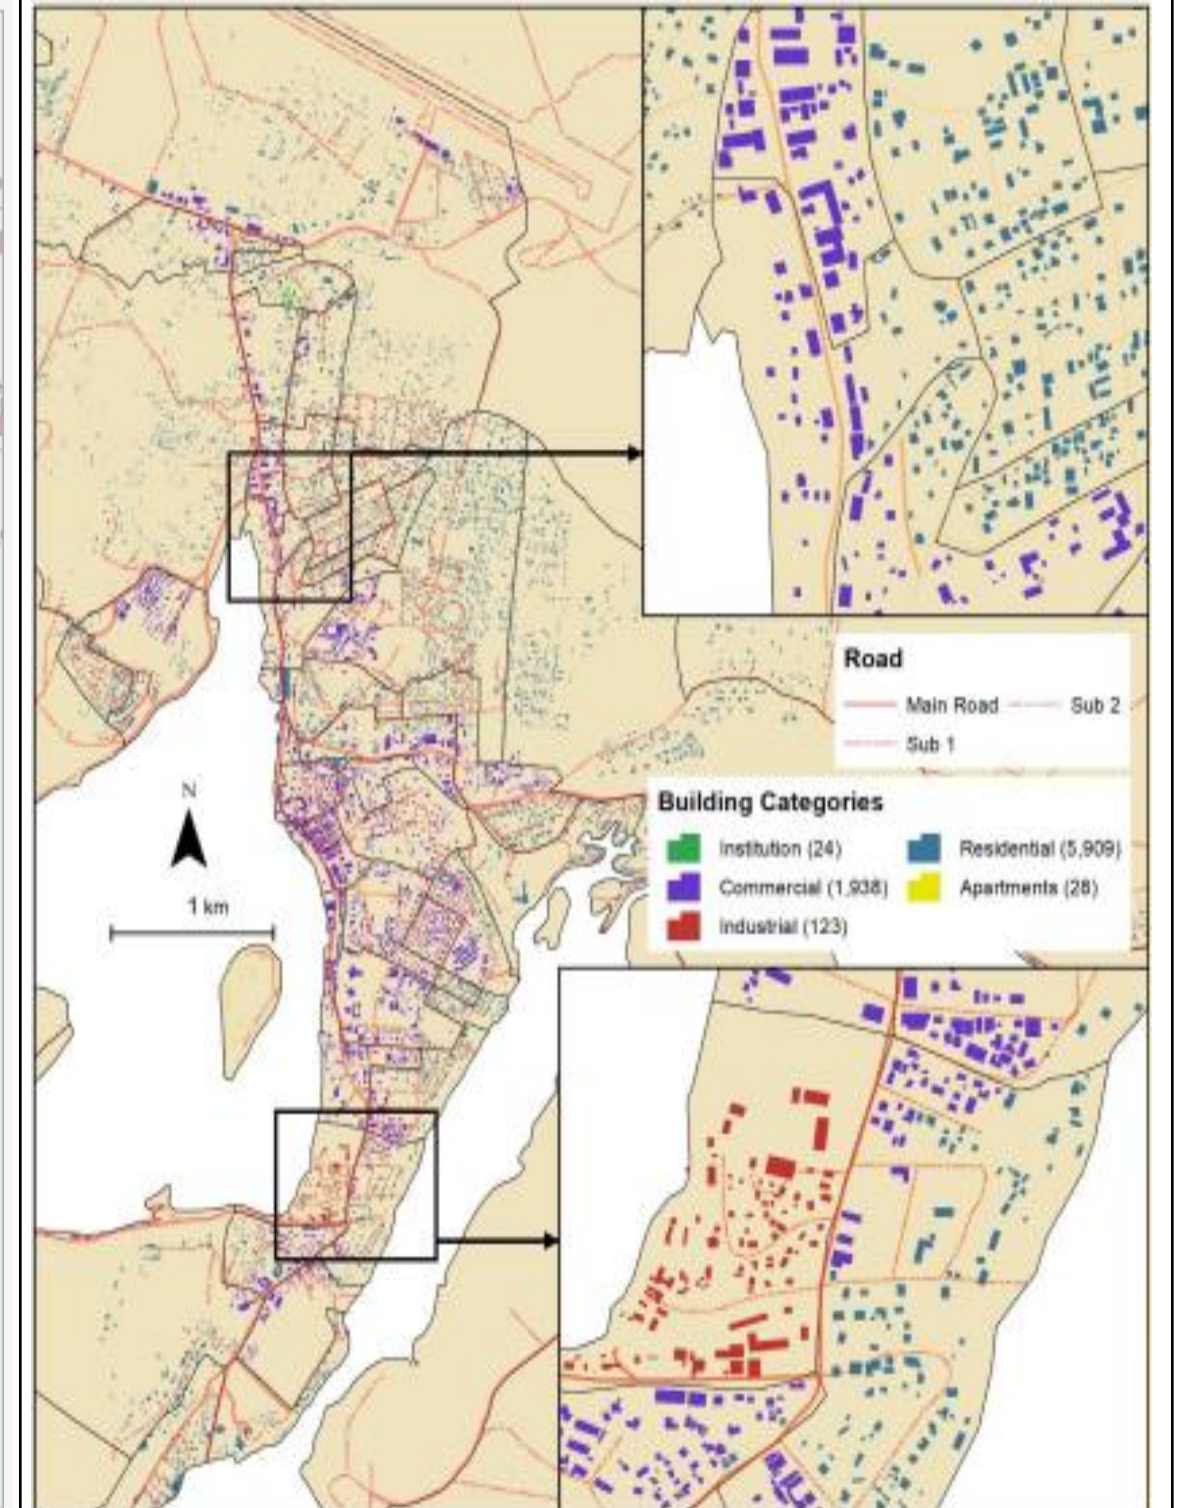 Road
Main Road
Sub 2
Sub 1
N
Building Categories
Institution (24)
Residential (5,909)
Commercial (1,938)
Apartments (28)
1 km
Industrial (123)